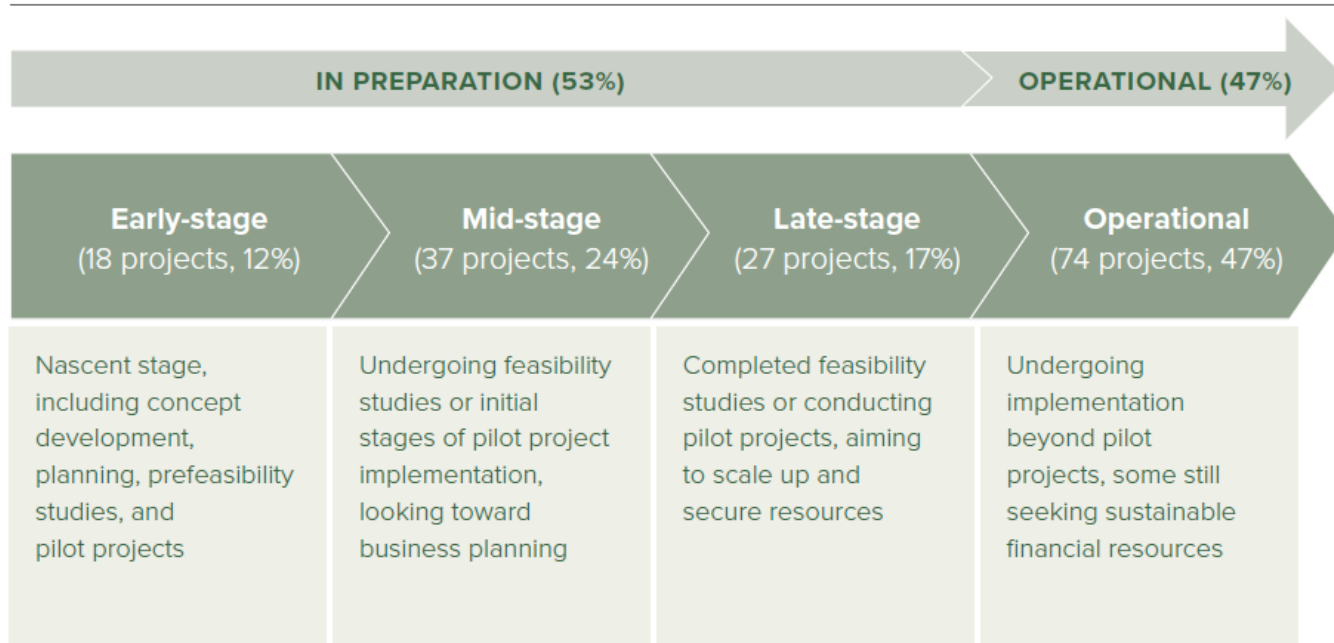 IN PREPARATION (53%)
OPERATIONAL (47%)
Early-stage
(18 projects, 12%)
Mid-stage
(37 projects, 24%)
Late-stage
(27 projects, 17%)
Operational
(74 projects, 47%)
Nascent stage,
including concept
development,
planning, prefeasibility
studies, and
pilot projects
Undergoing feasibility
studies or initial
stages of pilot project
implementation,
looking toward
business planning
Completed feasibility
studies or conducting
pilot projects, aiming
to scale up and
secure resources
Undergoing
implementation
beyond pilot
projects, some still
seeking sustainable
financial resources